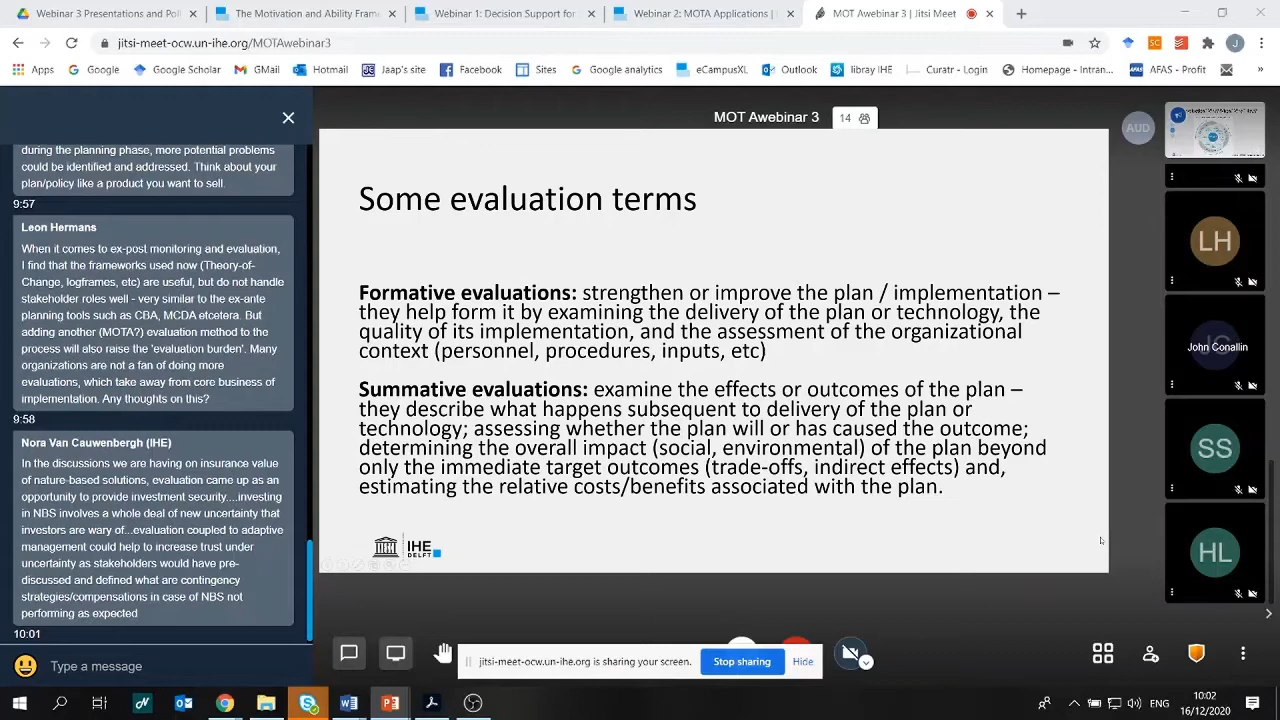 Webinar 3 Presentations and Pol
The Motivation and Ability Fram
Webinar 1: Decision Support for
Webinar 2: MOTA Applications |
MOT Awebinar 3 | Jitsi Meet
jitsi-meet-ocw.un-ihe.org/MOTAwebinar3
Apps
Google
Google Scholar
GMail
Hotmail
Jaap's site
Facebook
Sites
Google analytics
eCampusXL
Outlook
libray IHE
Curatr - Login
Homepage - Intran...
AFAS - Profit
MOT Awebinar 3
14
AUD
during the planning phase, more potential problems
could be identified and addressed. Think about your
plan/policy like a product you want to sell.
9:57
Leon Hermans
When it comes to ex-post monitoring and evaluation,
I find that the frameworks used now (Theory-of-
Change, logframes, etc) are useful, but do not handle
stakeholder roles well - very similar to the ex-ante
planning tools such as CBA, MCDA etcetera. But
adding another (MOTA?) evaluation method to the
process will also raise the 'evaluation burden'. Many
organizations are not a fan of doing more
evaluations, which take away from core business of
implementation. Any thoughts on this?
9:58
Nora Van Cauwenbergh (IHE)
In the discussions we are having on insurance value
of nature-based solutions, evaluation came up as an
opportunity to provide investment security....investing
in NBS involves a whole deal of new uncertainty that
investors are wary of...evaluation coupled to adaptive
management could help to increase trust under
uncertainty as stakeholders would have pre-
discussed and defined what are contingency
strategies/compensations in case of NBS not
performing as expected
10:01
Type a message
Some evaluation terms
Formative evaluations: strengthen or improve the plan / implementation –
they help form it by examining the delivery of the plan or technology, the
quality of its implementation, and the assessment of the organizational
context (personnel, procedures, inputs, etc)
Summative evaluations: examine the effects or outcomes of the plan –
they describe what happens subsequent to delivery of the plan or
technology; assessing whether the plan will or has caused the outcome;
determining the overall impact (social, environmental) of the plan beyond
only the immediate target outcomes (trade-offs, indirect effects) and,
estimating the relative costs/benefits associated with the plan.
IHE
DELFT
LH
John Conallin
SS
HL
jitsi-meet-ocw.un-ihe.org is sharing your screen.
Stop sharing
Hide
ENG
10:02
16/12/2020